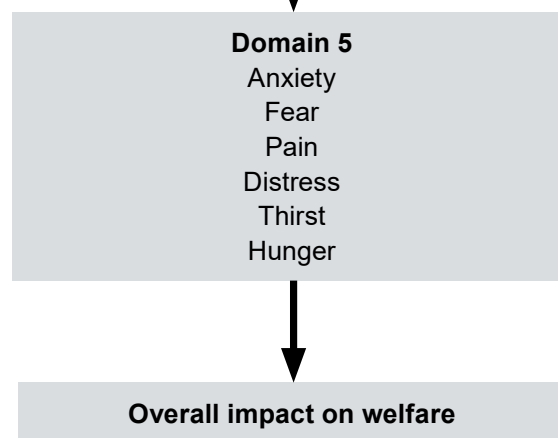 Domain 5
Anxiety
Fear
Pain
Distress
Thirst
Hunger
Overall impact on welfare